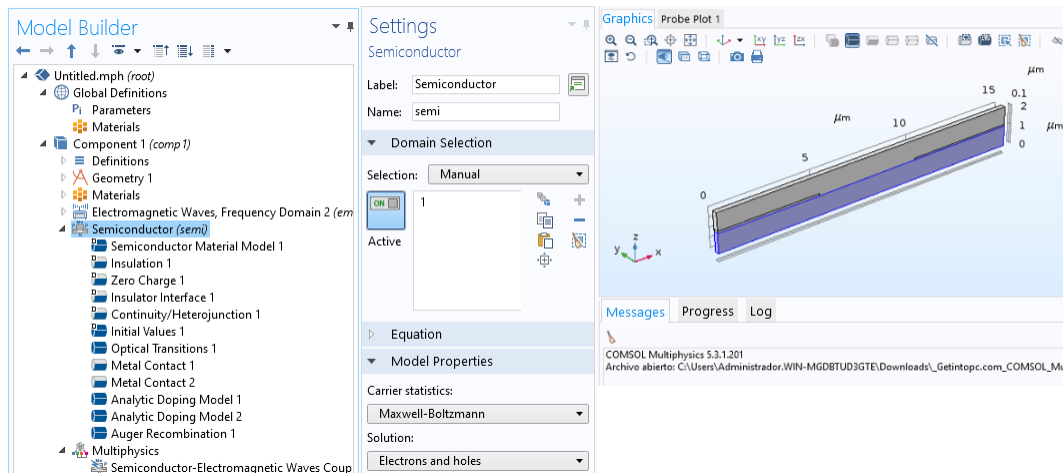 Model Builder
Untitled.mph (root)
Global Definitions
Pi Parameters
Materials
Component 1 (comp1)
Definitions
Geometry 1
Materials
Electromagnetic Waves, Frequency Domain 2 (em
Semiconductor (semi)
Semiconductor Material Model 1
Insulation 1
Zero Charge 1
Insulator Interface 1
Continuity/Heterojunction 1
Initial Values 1
Optical Transitions 1
Metal Contact 1
Metal Contact 2
Analytic Doping Model 1
Analytic Doping Model 2
Auger Recombination 1
Multiphysics
Semiconductor-Electromagnetic Waves Coup
Settings
Semiconductor
Label: Semiconductor
Name: semi
Domain Selection
Selection: Manual
ON
Active
1
Equation
Model Properties
Carrier statistics:
Maxwell-Boltzmann
Solution:
Electrons and holes
Graphics Probe Plot 1
xy yz zx
μm
15 0.1
2
μm
10
1 μm
0
5
0
z
y
x
Messages Progress Log
COMSOL Multiphysics 5.3.1.201
Archivo abierto: C:\Users\Administrador.WIN-MGDBTUD3GTE\Downloads\_Getintopc.com_COMSOL_Mu